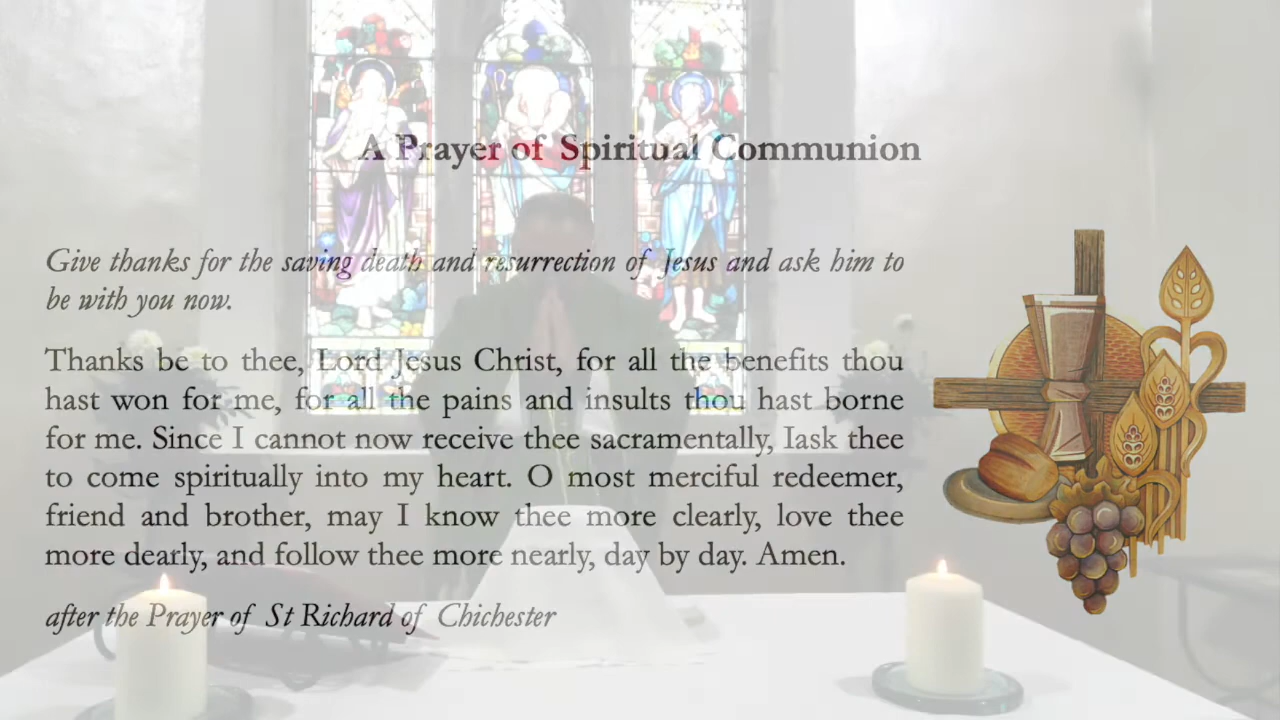 A Prayer of Spiritual Communion
Give thanks for the saving death and resurrection of Jesus and ask him to
be with you now.
Thanks be to thee, Lord Jesus Christ, for all the benefits thou
hast won for me, for all the pains and insults thou hast borne
for me. Since I cannot now receive thee sacramentally, Iask thee
to come spiritually into my heart. O most merciful redeemer,
friend and brother, may I know thee more clearly, love thee
more dearly, and follow thee more nearly, day by day. Amen.
after the Prayer of St Richard of Chichester